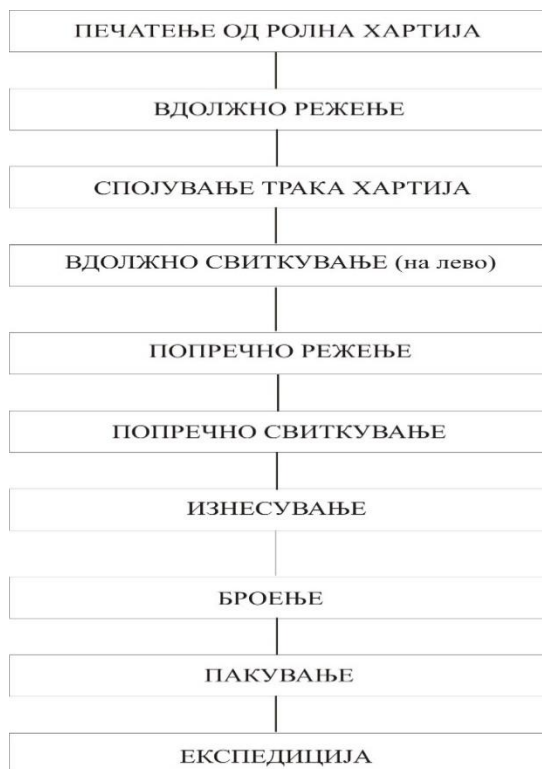 ПЕЧАТЕЊЕ ОД РОЛНА ХАРТИЈА
ВДОЛЖНО РЕЖЕЊЕ
СПОЈУВАЊЕ ТРАКА ХАРТИЈА
ВДОЛЖНО СВИТКУВАЊЕ (на лево)
ПОПРЕЧНО РЕЖЕЊЕ
ПОПРЕЧНО СВИТКУВАЊЕ
ИЗНЕСУВАЊЕ
БРОЕЊЕ
ПАКУВАЊЕ
ЕКСПЕДИЦИЈА